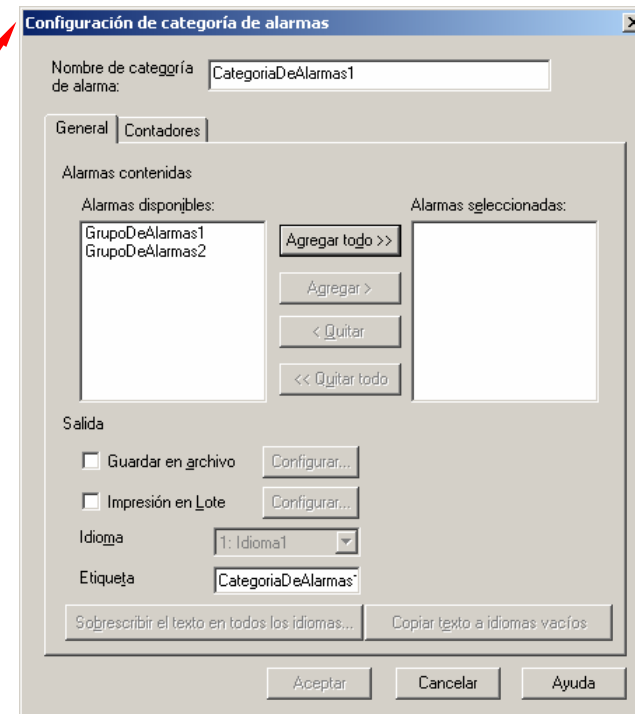 Configuración de categoría de alarmas
Nombre de categoría
de alarma:
CategoriaDeAlarmas1
General
Contadores
Alarmas contenidas
Alarmas disponibles:
Alarmas seleccionadas:
GrupoDeAlarmas1
GrupoDeAlarmas2
Agregar todo >>
Agregar >
< Quitar
<< Quitar todo
Salida
Guardar en archivo
Configurar...
Impresión en Lote
Configurar...
Idioma
1: Idioma1
Etiqueta
CategoriaDeAlarmas
Sobrescribir el texto en todos los idiomas...
Copiar texto a idiomas vacíos
Aceptar
Cancelar
Ayuda